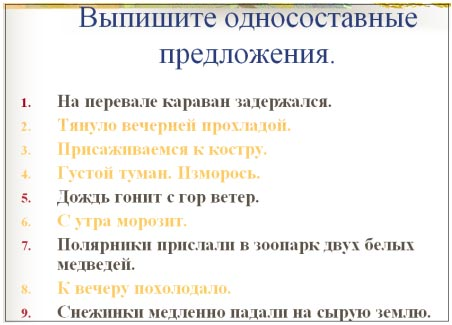 Выпишите односоставные
предложения.
1. На перевале караван задержался.
2. Тянуло вечерней прохладой.
3. Присаживаемся к костру.
4. Густой туман. Изморось.
5. Дождь гонит с гор ветер.
6. С утра морозит.
7. Полярники прислали в зоопарк двух белых
медведей.
8. К вечеру похолодало.
9. Снежинки медленно падали на сырую землю.